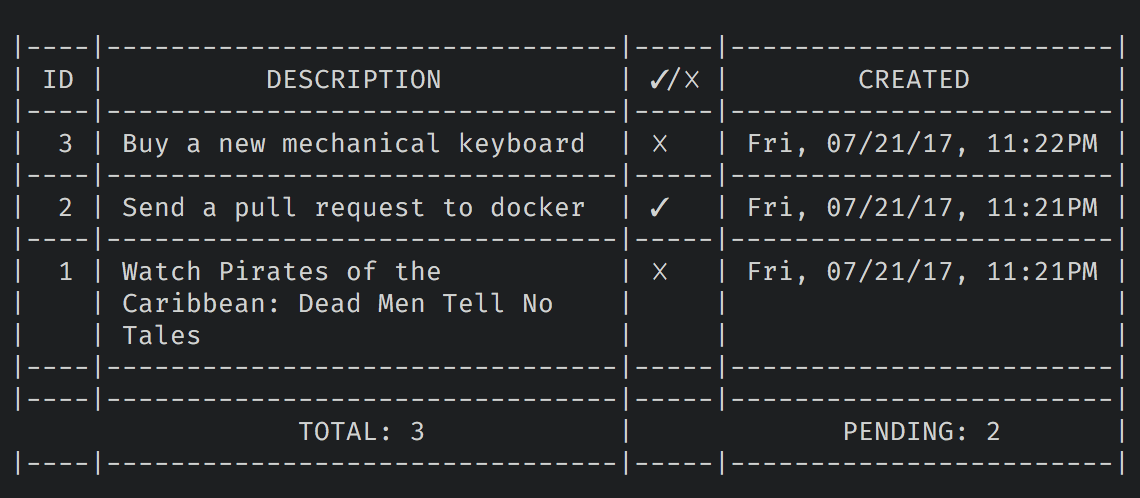 |----|--------------------------------|-----|------------------------|
| ID |          DESCRIPTION           | ✓/☓ |        CREATED         |
|----|--------------------------------|-----|------------------------|
|  3 | Buy a new mechanical keyboard  | ☓   | Fri, 07/21/17, 11:22PM |
|----|--------------------------------|-----|------------------------|
|  2 | Send a pull request to docker  | ✓   | Fri, 07/21/17, 11:21PM |
|----|--------------------------------|-----|------------------------|
|  1 | Watch Pirates of the           | ☓   | Fri, 07/21/17, 11:21PM |
|    | Caribbean: Dead Men Tell No    |     |                        |
|    | Tales                          |     |                        |
|----|--------------------------------|-----|------------------------|
|----|--------------------------------|-----|------------------------|
                 TOTAL: 3            |            PENDING: 2       |
|----|--------------------------------|-----|------------------------|